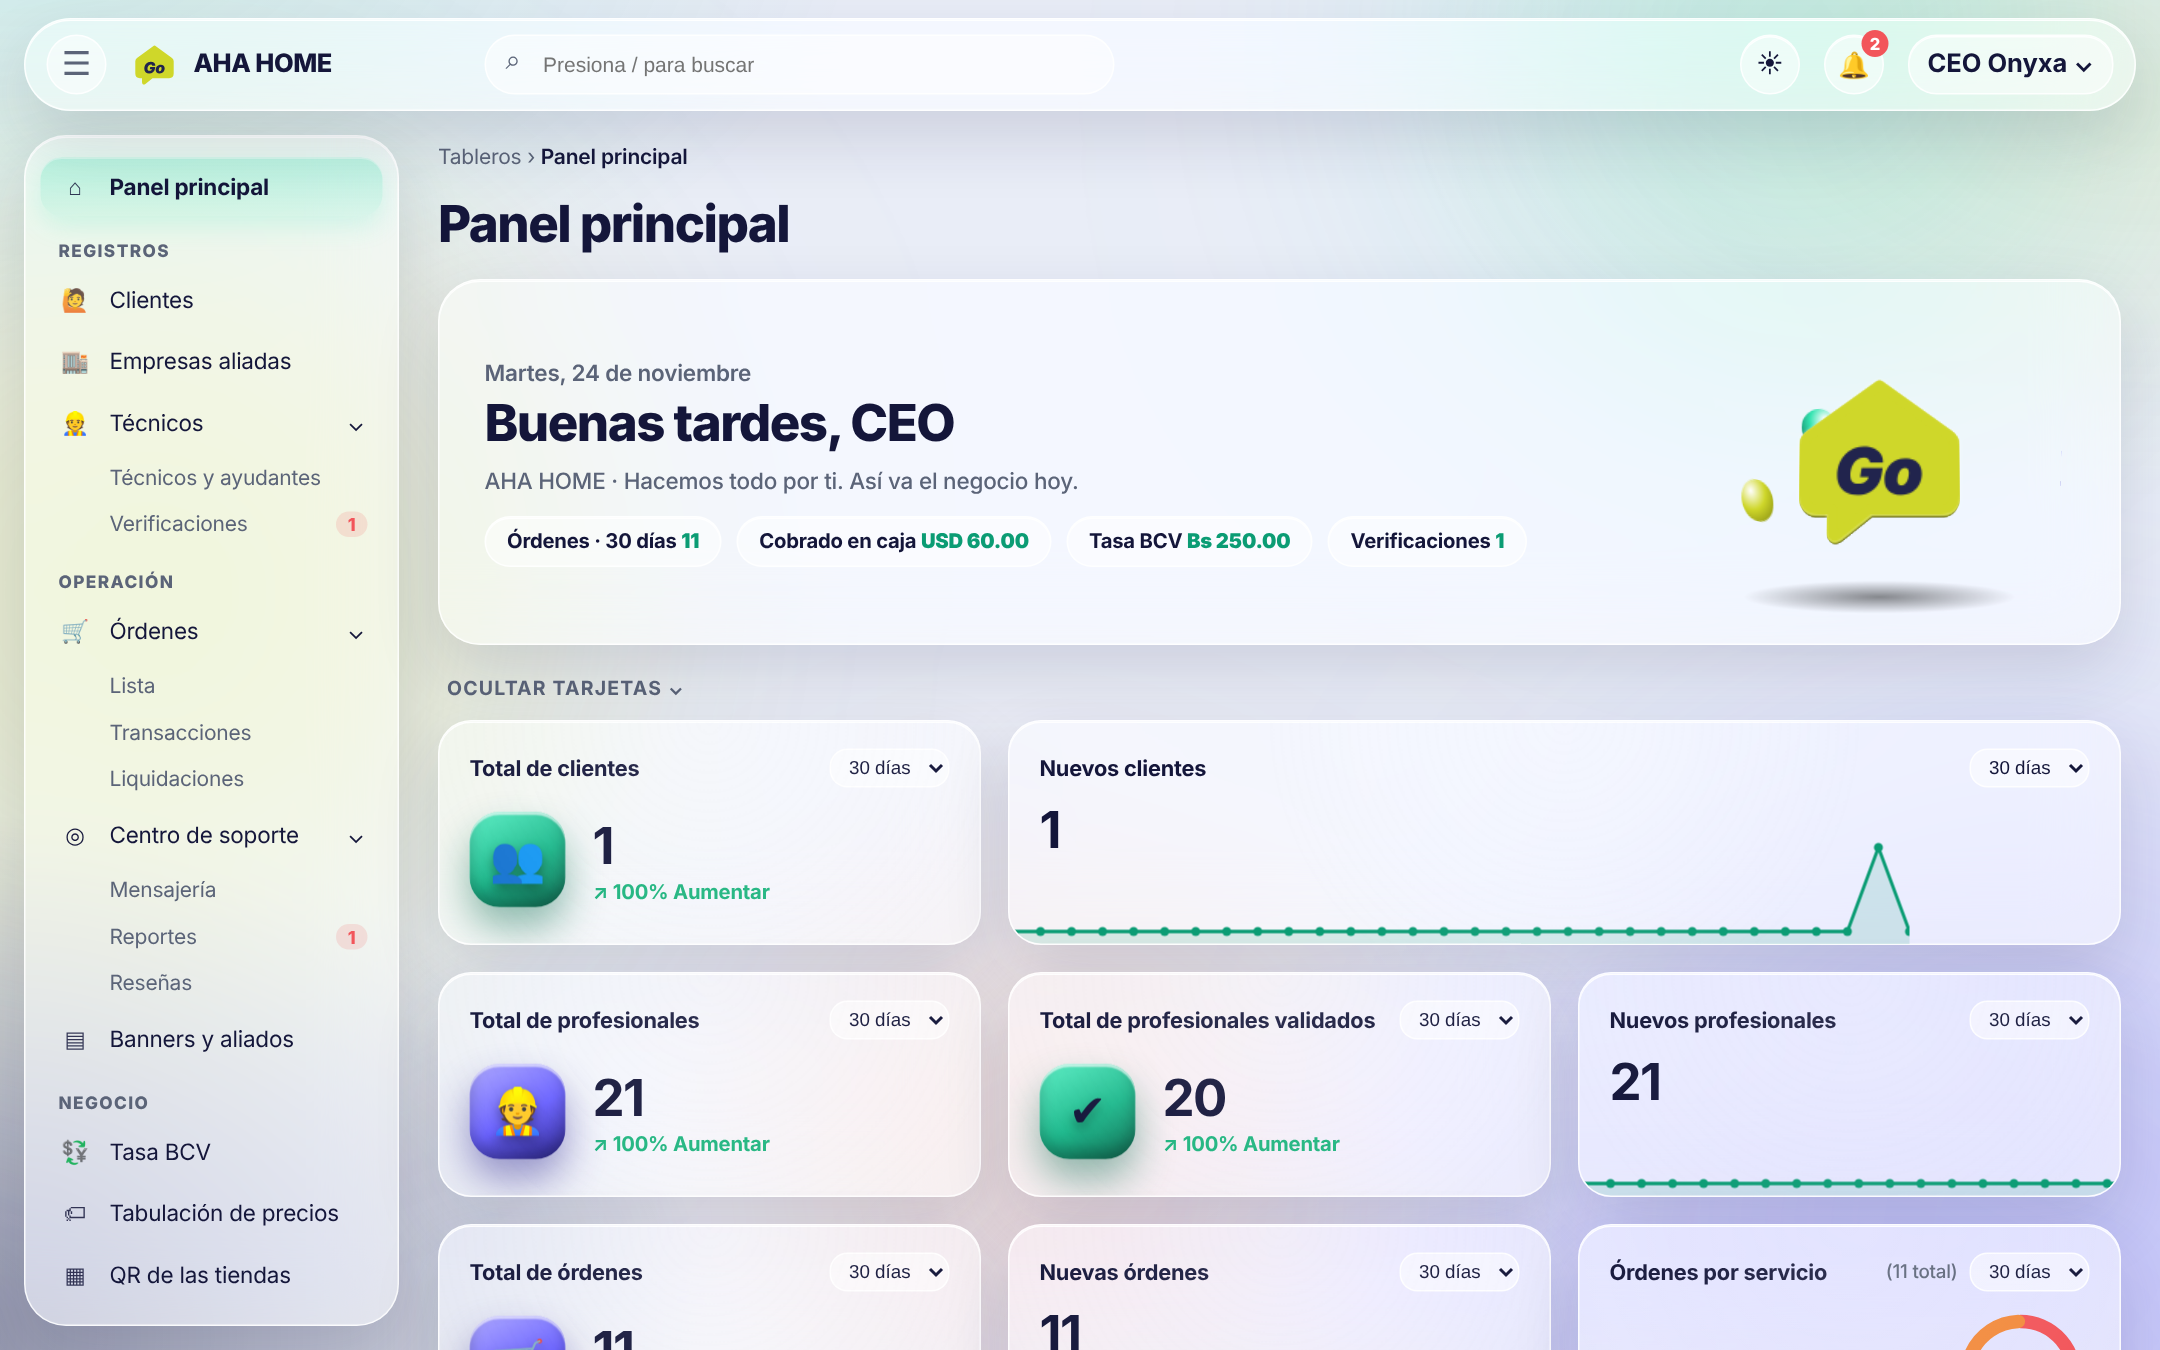 Go
AHA HOME
Presiona / para buscar
2
CEO Onyxa
Panel principal
REGISTROS
Clientes
Empresas aliadas
Técnicos
Técnicos y ayudantes
Verificaciones 1
OPERACIÓN
Órdenes
Lista
Transacciones
Liquidaciones
Centro de soporte
Mensajería
Reportes 1
Reseñas
Banners y aliados
NEGOCIO
Tasa BCV
Tabulación de precios
QR de las tiendas
Tableros › Panel principal
Panel principal
Martes, 24 de noviembre
Buenas tardes, CEO
AHA HOME · Hacemos todo por ti. Así va el negocio hoy.
Órdenes · 30 días 11
Cobrado en caja USD 60.00
Tasa BCV Bs 250.00
Verificaciones 1
Go
OCULTAR TARJETAS
Total de clientes
30 días
1
↗ 100% Aumentar
Nuevos clientes
30 días
1
Total de profesionales
30 días
21
↗ 100% Aumentar
Total de profesionales validados
30 días
20
↗ 100% Aumentar
Nuevos profesionales
30 días
21
Total de órdenes
30 días
11
Nuevas órdenes
30 días
11
Órdenes por servicio
(11 total)
30 días